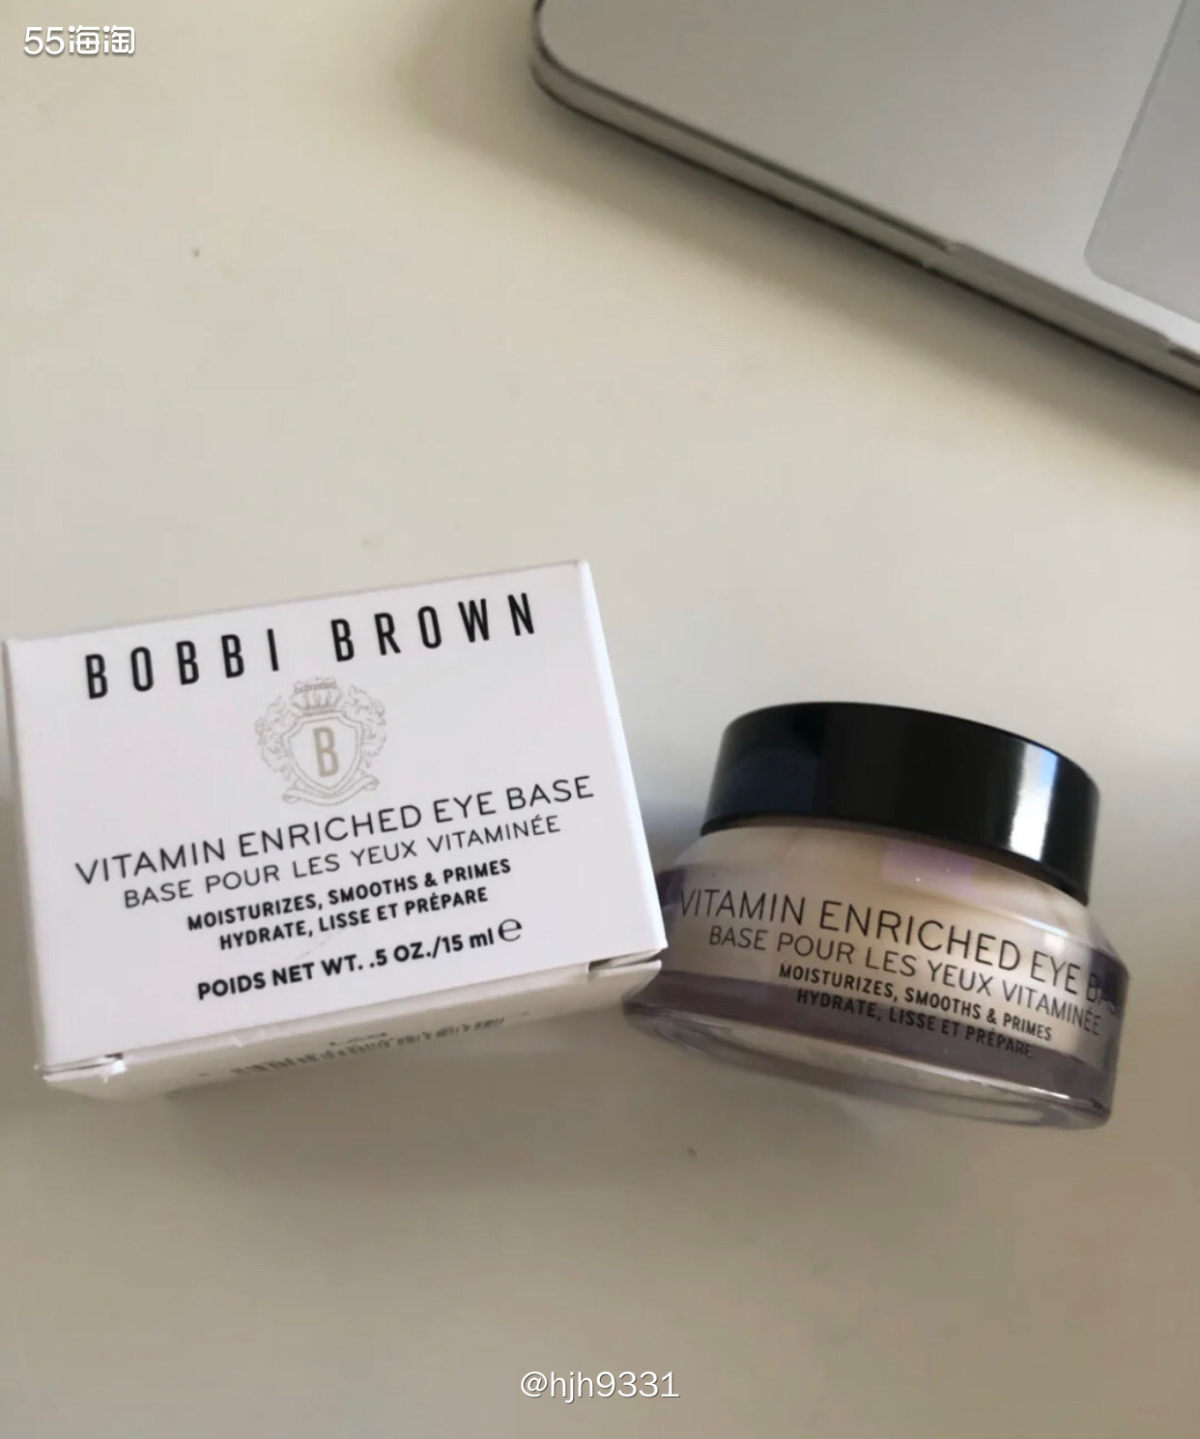 55海淘
BOBBI BROWN
B
VITAMIN ENRICHED EYE BASE
BASE POUR LES YEUX VITAMINÉE
MOISTURIZES, SMOOTHS & PRIMES
HYDRATE, LISSE ET PRÉPARE
POIDS NET WT. .5 OZ./15 ml ℮
VITAMIN ENRICHED EYE BASE
BASE POUR LES YEUX VITAMINÉE
MOISTURIZES, SMOOTHS & PRIMES
HYDRATE, LISSE ET PRÉPARE
@hjh9331